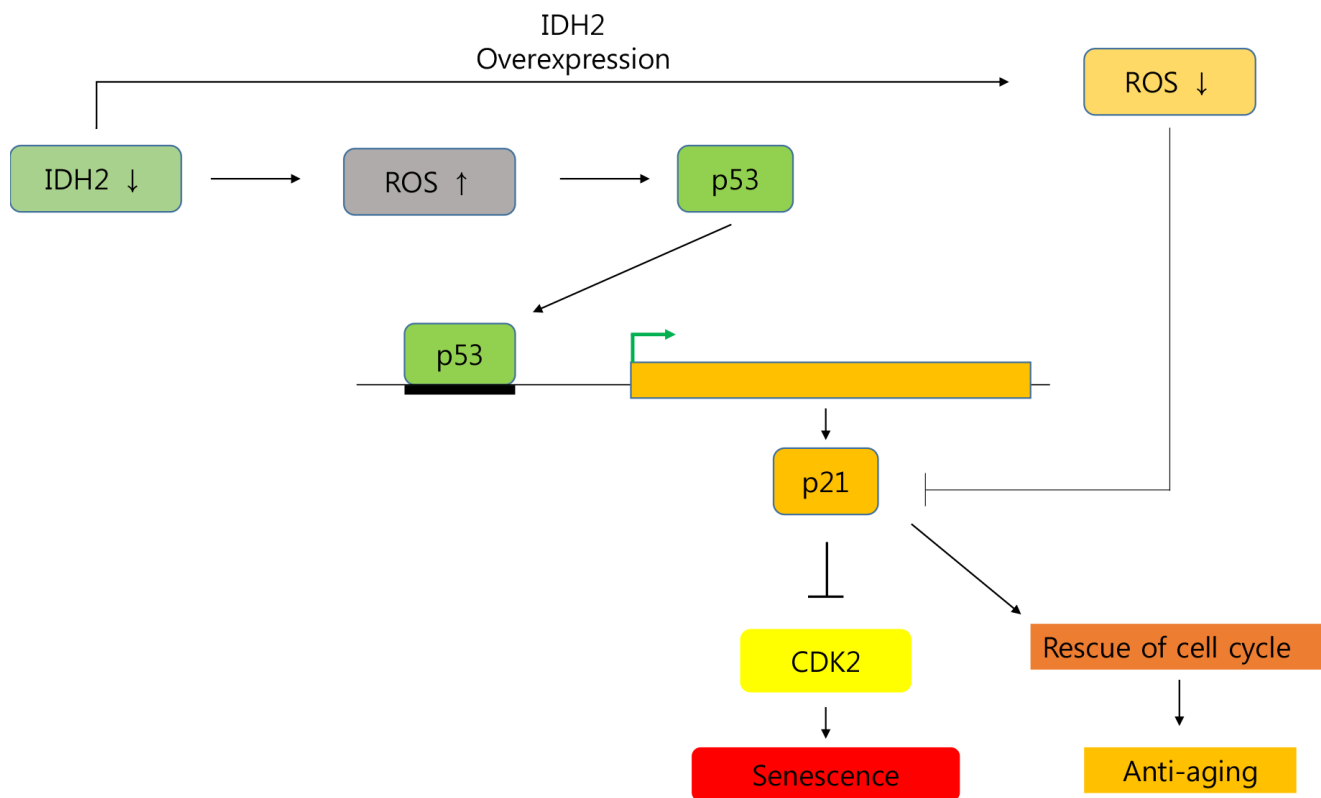 IDH2
Overexpression
ROS ↓
IDH2 ↓
ROS ↑
p53
p53
p21
CDK2
Rescue of cell cycle
Senescence
Anti-aging